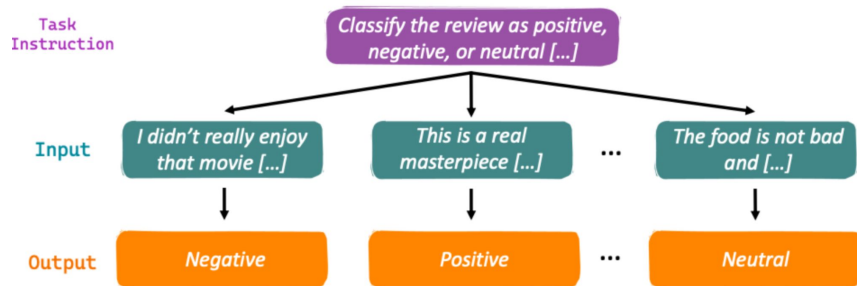 Task
Instruction
Classify the review as positive,
negative, or neutral [...]
Input
I didn't really enjoy
that movie [...]
This is a real
masterpiece [...]
...
The food is not bad
and [...]
Output
Negative
Positive
...
Neutral